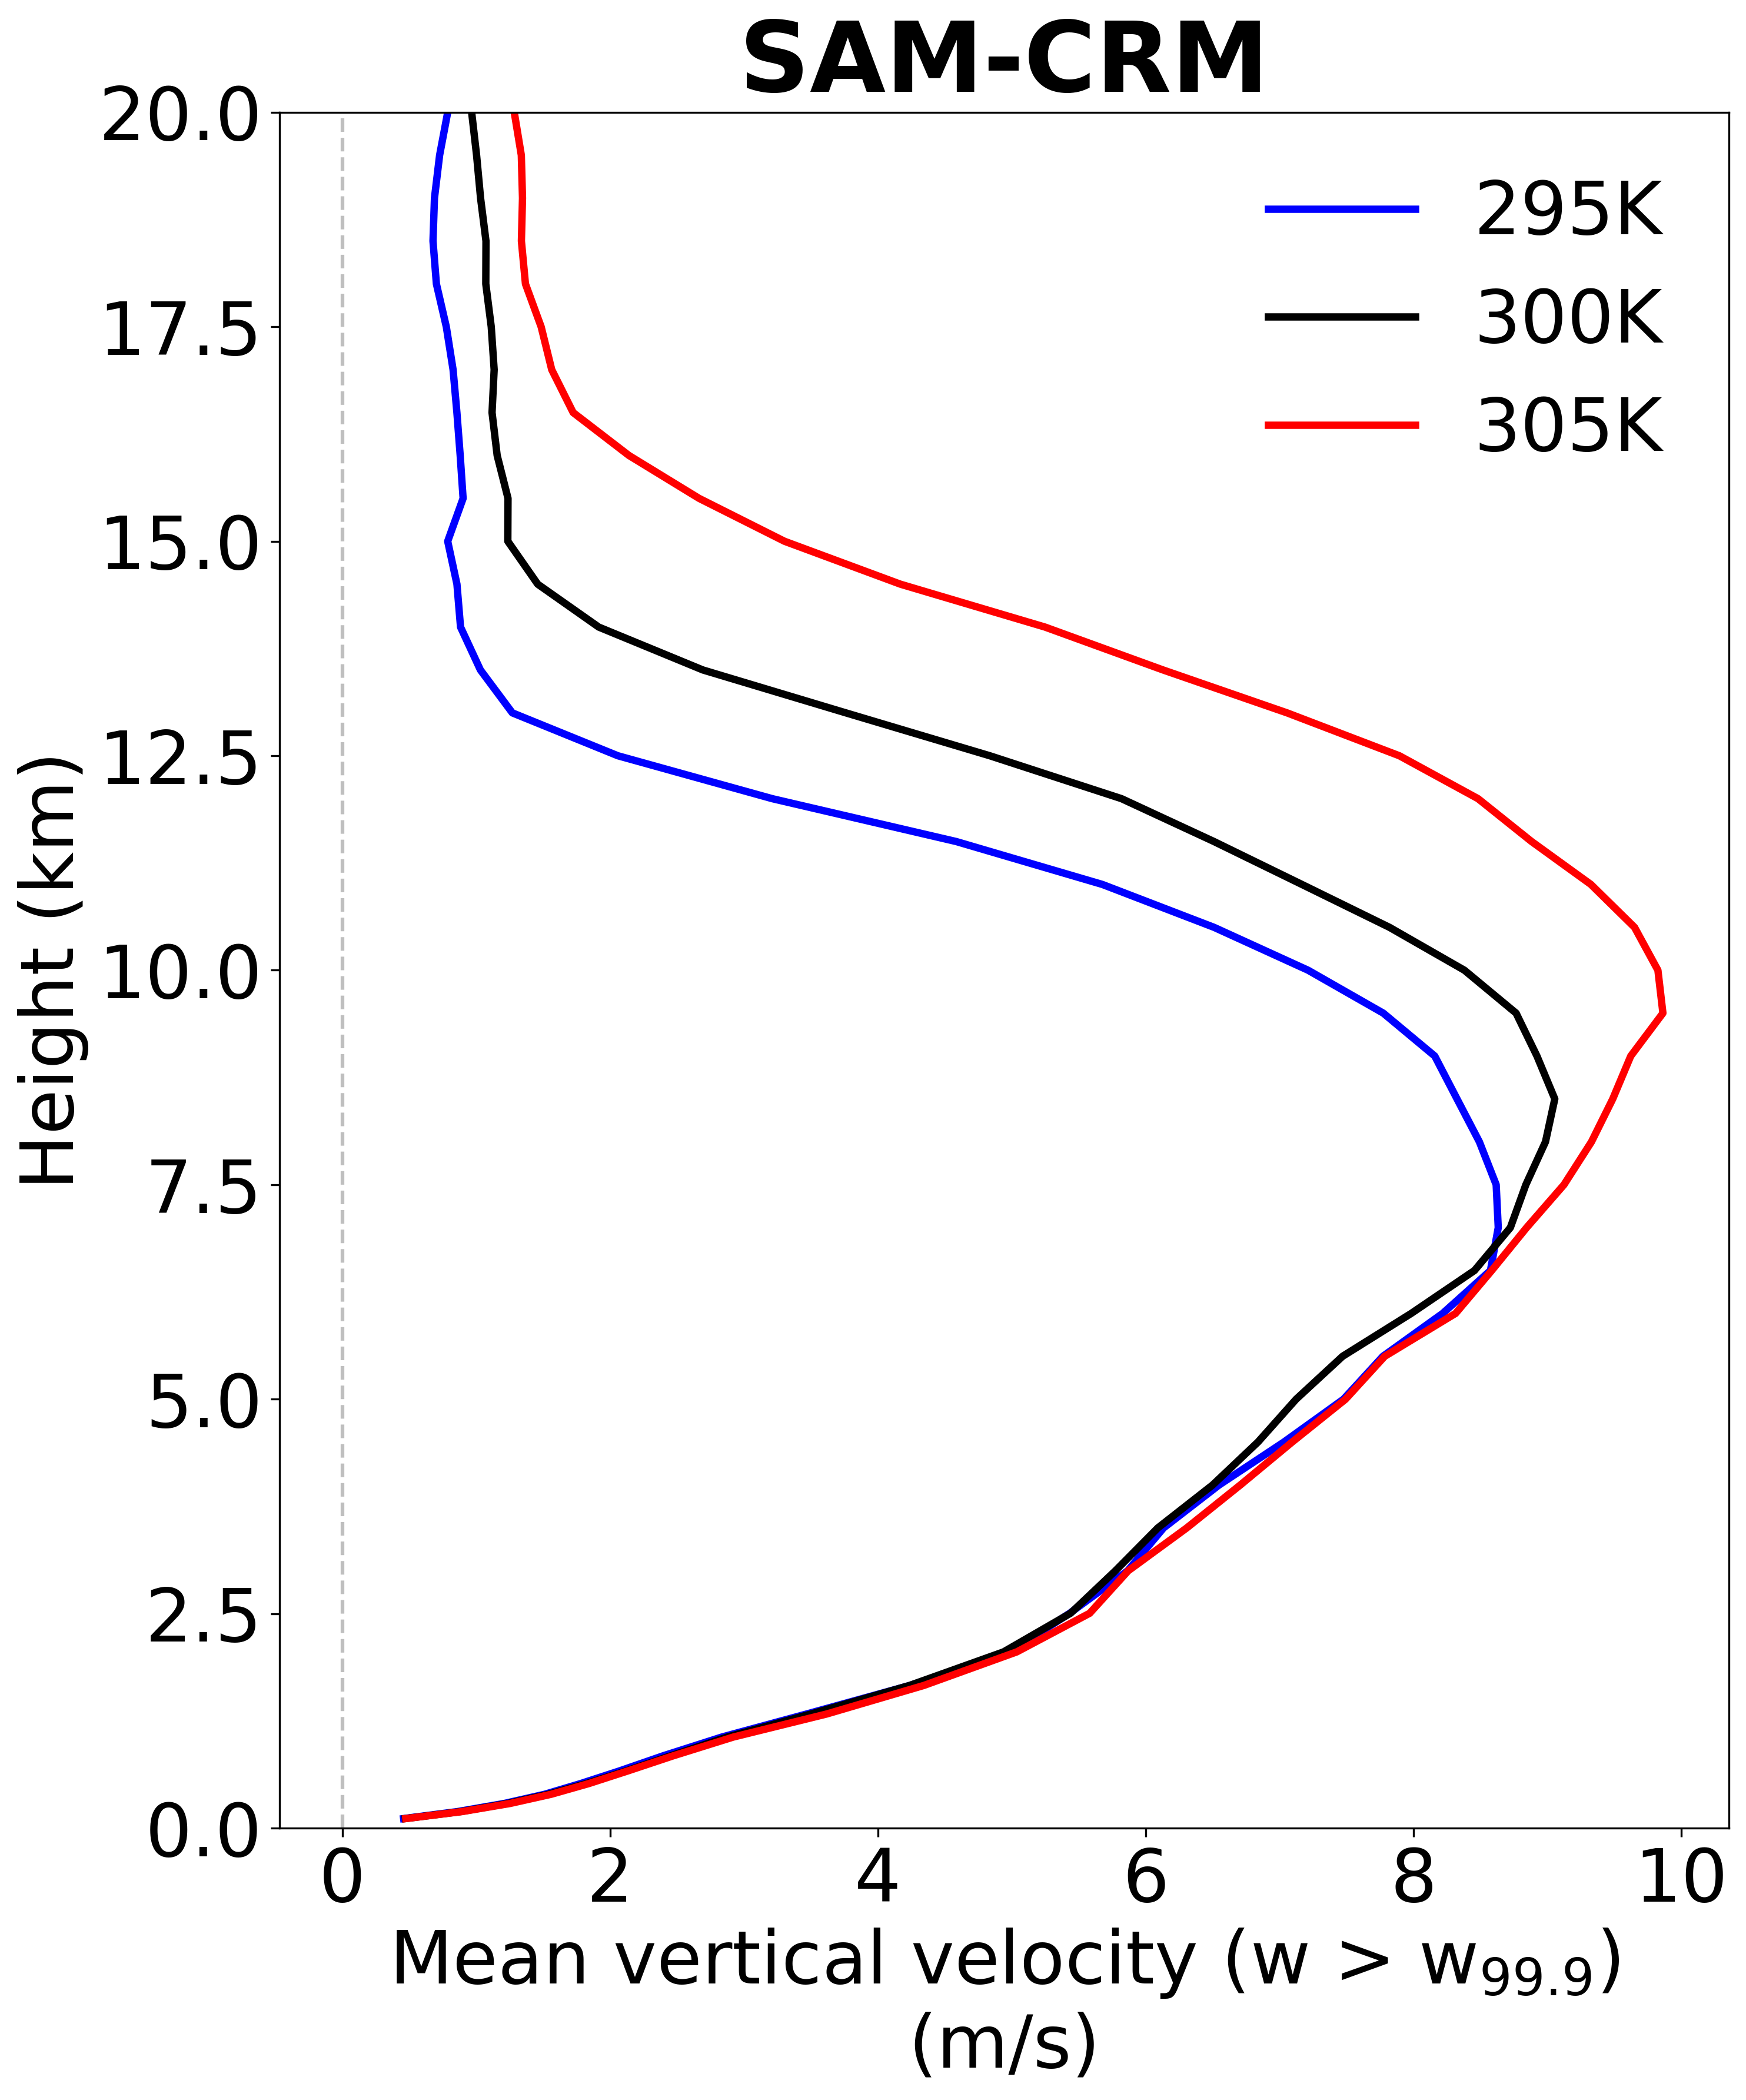 SAM-CRM
20.0
17.5
15.0
12.5
10.0
7.5
5.0
2.5
0.0
Height (km)
295K
300K
305K
0 2 4 6 8 10
Mean vertical velocity (w > w99.9)
(m/s)